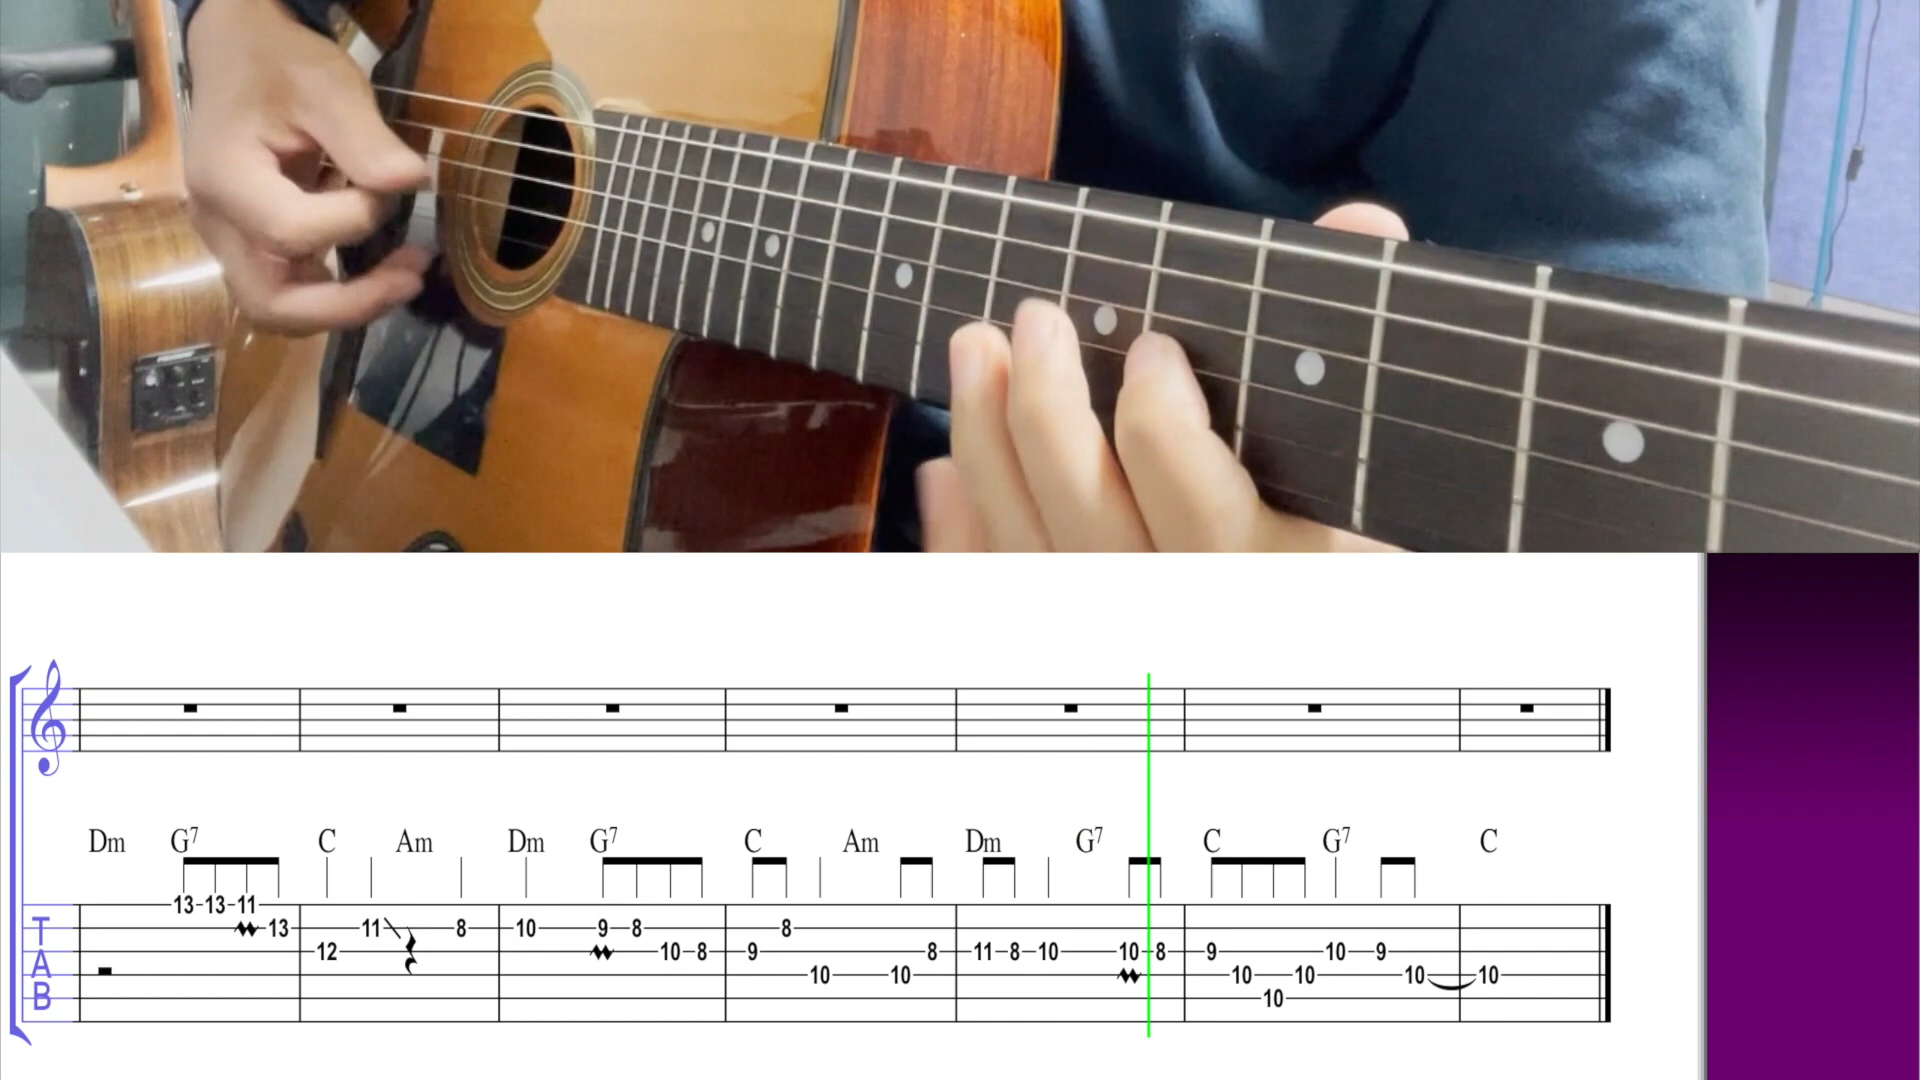 Dm G7 C Am Dm G7 C Am Dm G7 C G7 C
13 13 11
T 13 11 8 10 9 8 8
A 12 10 8 9 8 11 8 10 10 8 9 10 9
10 10 10 10 10 10
B 10